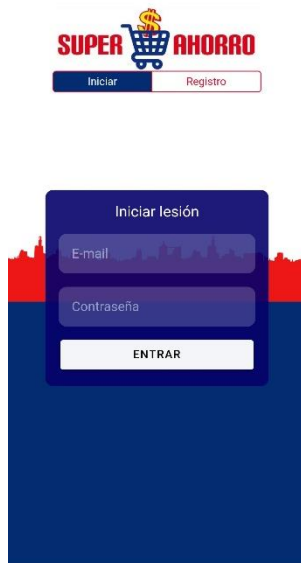 SUPER AHORRO
Iniciar Registro
Iniciar lesión
E-mail
Contraseña
ENTRAR